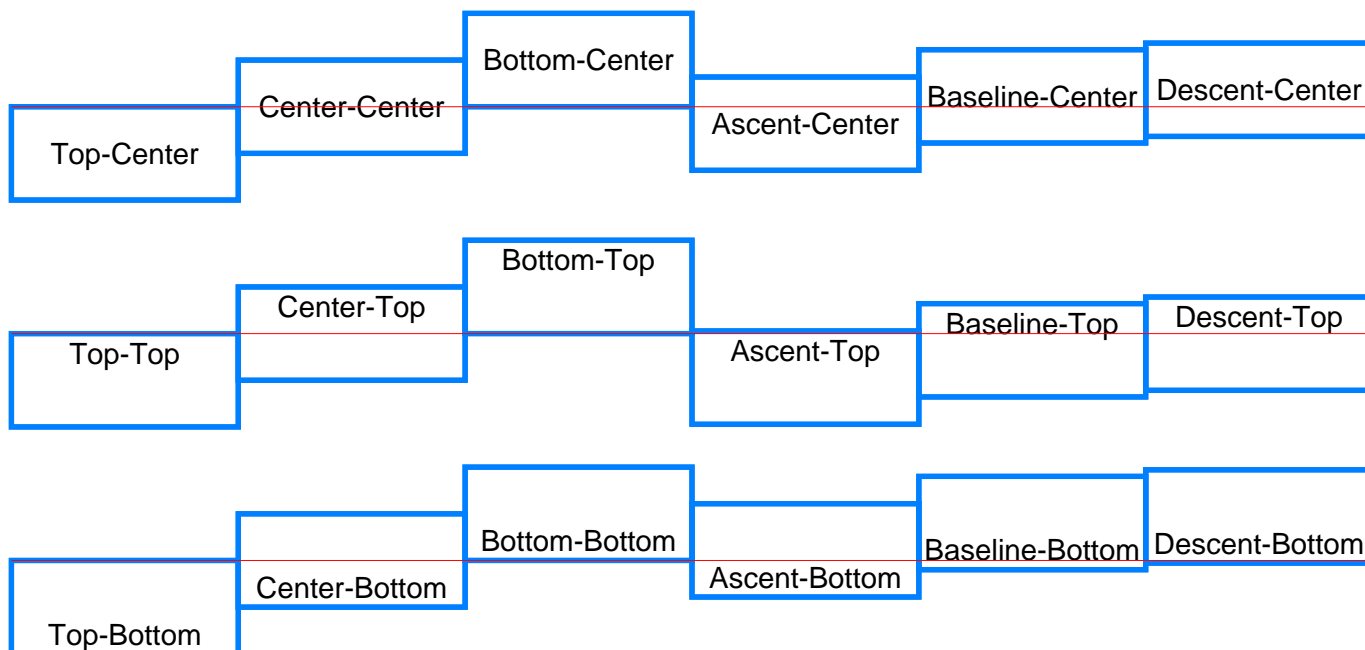 Top-Center Center-Center Bottom-Center Ascent-Center Baseline-Center Descent-Center
Top-Top Center-Top Bottom-Top Ascent-Top Baseline-Top Descent-Top
Top-Bottom Center-Bottom Bottom-Bottom Ascent-Bottom Baseline-Bottom Descent-Bottom